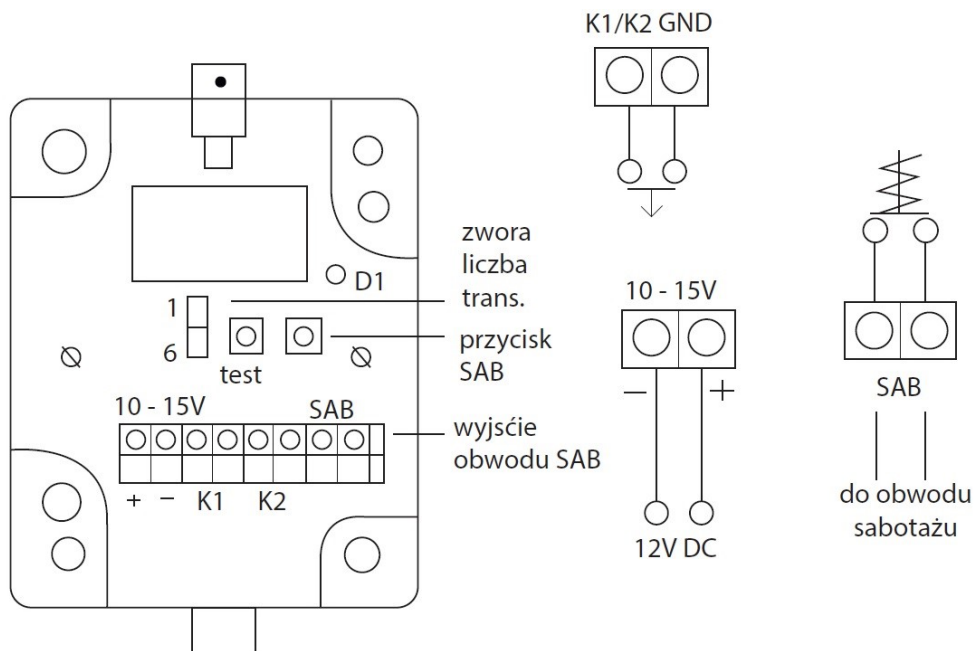 K1/K2 GND
zwora
liczba
trans.
D1
1
6
test
przycisk
SAB
10 - 15V
SAB
wyjśćie
obwodu SAB
+ − K1 K2
10 - 15V
− +
12V DC
SAB
do obwodu
sabotażu